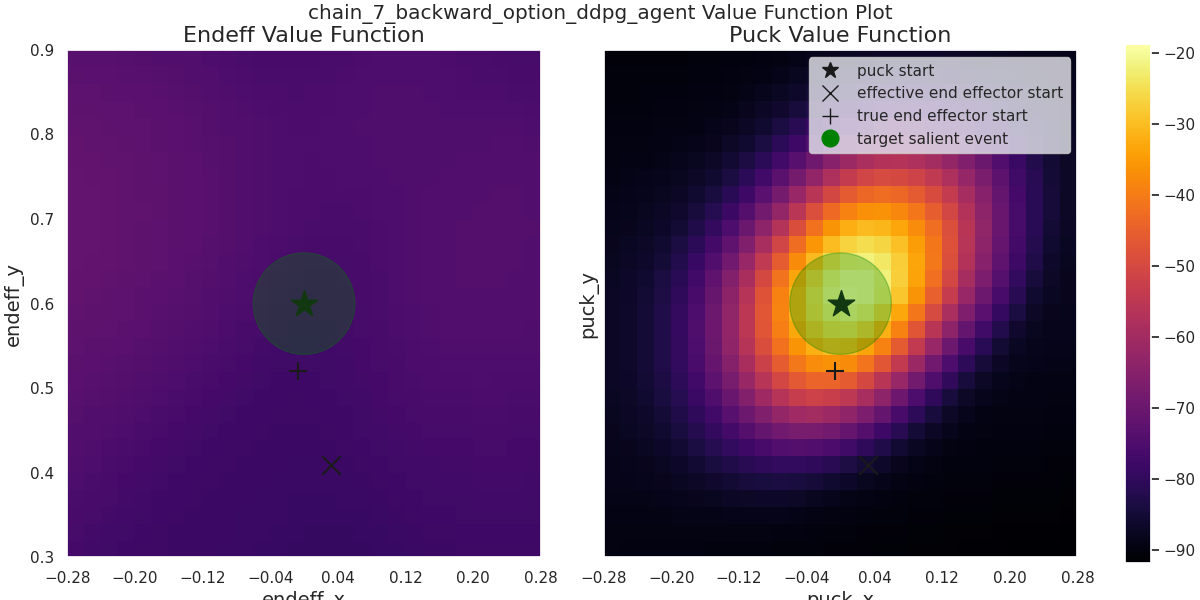 chain_7_backward_option_ddpg_agent Value Function Plot
Endeff Value Function
Puck Value Function
puck start
effective end effector start
true end effector start
target salient event
endeff_y
0.9
0.8
0.7
0.6
0.5
0.4
0.3
−0.28 −0.20 −0.12 −0.04 0.04 0.12 0.20 0.28
endeff_x
puck_y
−0.28 −0.20 −0.12 −0.04 0.04 0.12 0.20 0.28
puck_x
−20
−30
−40
−50
−60
−70
−80
−90